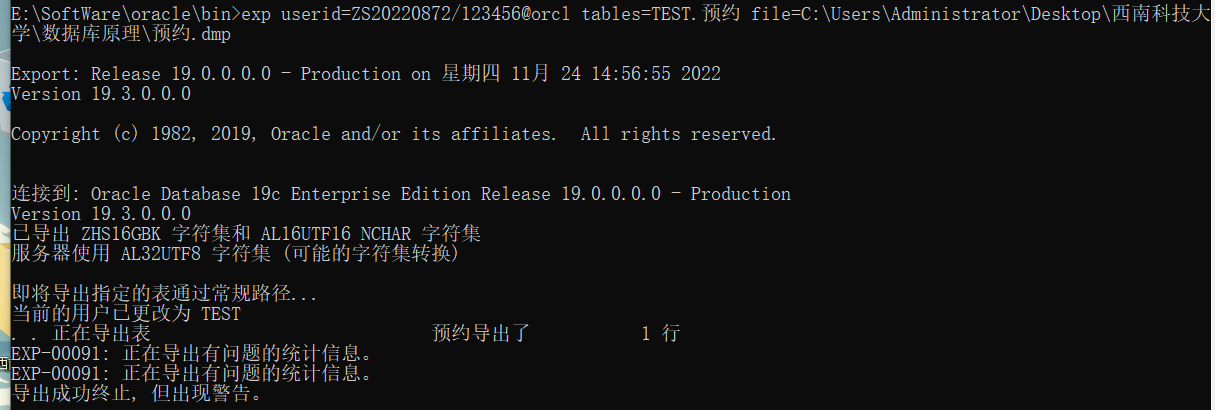 E:\SoftWare\oracle\bin>exp userid=ZS20220872/123456@orcl tables=TEST.预约 file=C:\Users\Administrator\Desktop\西南科技大
学\数据库原理\预约.dmp
Export: Release 19.0.0.0.0 - Production on 星期四 11月 24 14:56:55 2022
Version 19.3.0.0.0
Copyright (c) 1982, 2019, Oracle and/or its affiliates.  All rights reserved.
连接到: Oracle Database 19c Enterprise Edition Release 19.0.0.0.0 - Production
Version 19.3.0.0.0
已导出 ZHS16GBK 字符集和 AL16UTF16 NCHAR 字符集
服务器使用 AL32UTF8 字符集 (可能的字符集转换)
即将导出指定的表通过常规路径...
当前的用户已更改为 TEST
. . 正在导出表                            预约导出了           1 行
EXP-00091: 正在导出有问题的统计信息。
EXP-00091: 正在导出有问题的统计信息。
导出成功终止, 但出现警告。